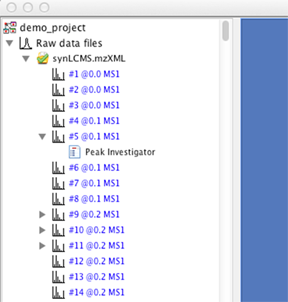 demo_project
Raw data files
synLCMS.mzXML
#1 @0.0 MS1
#2 @0.0 MS1
#3 @0.0 MS1
#4 @0.1 MS1
#5 @0.1 MS1
Peak Investigator
#6 @0.1 MS1
#7 @0.1 MS1
#8 @0.1 MS1
#9 @0.2 MS1
#10 @0.2 MS1
#11 @0.2 MS1
#12 @0.2 MS1
#13 @0.2 MS1
#14 @0.2 MS1